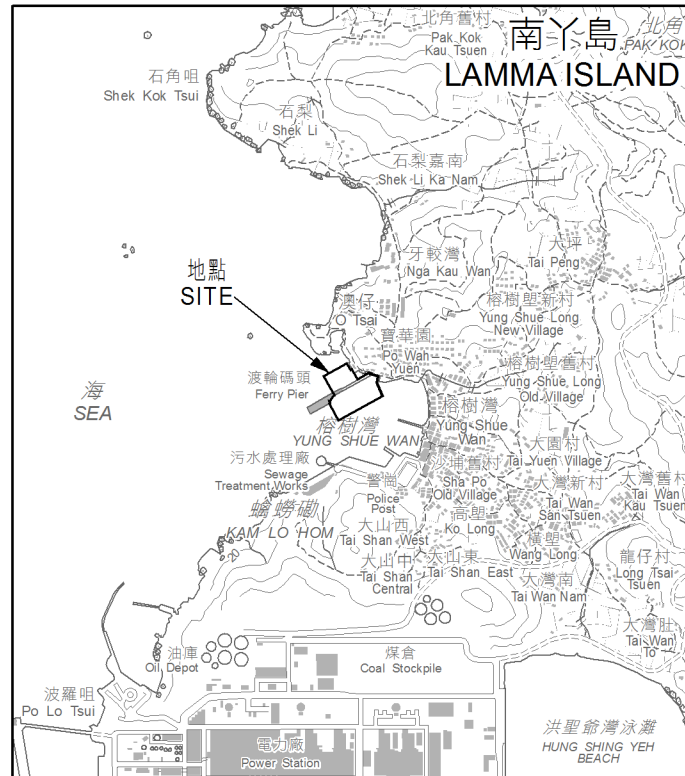 北角舊村
Pak Kok
Kau Tsuen
南丫島
LAMMA ISLAND
北角
PAK KOK
石角咀
Shek Kok Tsui
石梨
Shek Li
石梨嘉南
Shek Li Ka Nam
牙較灣
Nga Kau Wan
大坪
Tai Peng
地點
SITE
澳仔
O Tsai
榕樹塱新村
Yung Shue Long
New Village
寶華園
Po Wah
Yuen
榕樹塱舊村
Yung Shue Long
Old Village
渡輪碼頭
Ferry Pier
海
SEA
榕樹灣
YUNG SHUE WAN
榕樹灣
Yung Shue
Wan
大園村
Tai Yuen Village
污水處理廠
Sewage
Treatment Works
沙埔舊村
Sha Po
Old Village
警崗
Police
Post
大灣新村
Tai Wan
San Tsuen
大灣舊村
Tai Wan
Kau Tsuen
KAM LO HOM
20
高塱
Ko Long
大山西
Tai Shan West
橫塱
Wang Long
大山中
Tai Shan
Central
大山東
Tai Shan East
龍仔村
Long Tsai
Tsuen
大灣南
Tai Wan Nam
大灣肚
Tai Wan
To
油庫
Oil Depot
煤倉
Coal Stockpile
波羅咀
Po Lo Tsui
電力廠
Power Station
洪聖爺灣泳灘
HUNG SHING YEH
BEACH